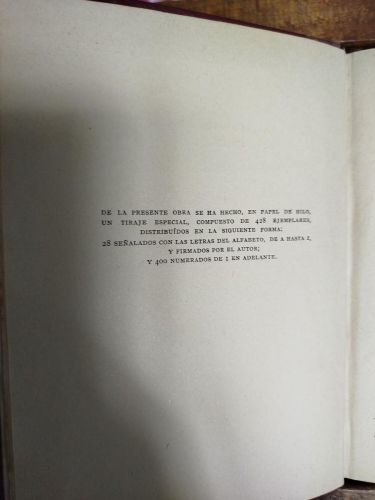 DE LA PRESENTE OBRA SE HA HECHO, EN PAPEL DE HILO,
UN TIRAJE ESPECIAL, COMPUESTO DE 428 EJEMPLARES,
DISTRIBUÍDOS EN LA SIGUIENTE FORMA;
28 SEÑALADOS CON LAS LETRAS DEL ALFABETO, DE A HASTA Z,
Y FIRMADOS POR EL AUTOR;
Y 400 NUMERADOS DE 1 EN ADELANTE.